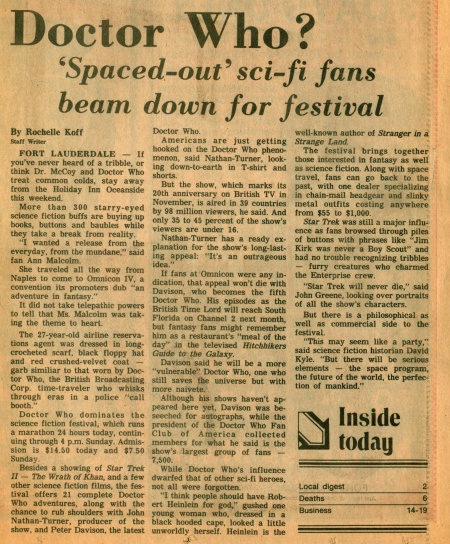 Doctor Who?
'Spaced-out' sci-fi fans
beam down for festival
By Rochelle Koff
Staff Writer
FORT LAUDERDALE — If
you've never heard of a tribble, or
think Dr. McCoy and Doctor Who
treat common colds, stay away
from the Holiday Inn Oceanside
this weekend.
More than 300 starry-eyed
science fiction buffs are buying up
books, buttons and baubles while
they take a break from reality.
"I wanted a release from the
everyday, from the mundane," said
fan Ann Malcolm.
She traveled all the way from
Naples to come to Omnicon IV, a
convention its promoters dub "an
adventure in fantasy."
It did not take telepathic powers
to tell that Ms. Malcolm was tak-
ing the theme to heart.
The 27-year-old airline reserva-
tions agent was dressed in long-
crocheted scarf, black floppy hat
and red crushed-velvet coat —
garb similiar to that worn by Doc-
tor Who, the British Broadcasting
Corp. time-traveler who whisks
through eras in a police "call
booth."
Doctor Who dominates the
science fiction festival, which runs
a marathon 24 hours today, contin-
uing through 4 p.m. Sunday. Admis-
sion is $14.50 today and $7.50
Sunday.
Besides a showing of Star Trek
II — The Wrath of Khan, and a few
other science fiction films, the fes-
tival offers 21 complete Doctor
Who adventures, along with the
chance to rub shoulders with John
Nathan-Turner, producer of the
show, and Peter Davison, the latest
Doctor Who.
Americans are just getting
hooked on the Doctor Who pheno-
menon, said Nathan-Turner, look-
ing down-to-earth in T-shirt and
shorts.
But the show, which marks its
20th anniversary on British TV in
November, is aired in 39 countries
by 98 million viewers, he said. And
only 35 to 45 percent of the show's
viewers are under 16.
Nathan-Turner has a ready ex-
planation for the show's long-last-
ing appeal: "It's an outrageous
idea."
If fans at Omnicon were any in-
dication, that appeal won't die with
Davison, who becomes the fifth
Doctor Who. His episodes as the
British Time Lord will reach South
Florida on Channel 2 next month,
but fantasy fans might remember
him as a restaurant's "meal of the
day" in the televised Hitchhikers
Guide to the Galaxy.
Davison said he will be a more
"vulnerable" Doctor Who, one who
still saves the universe but with
more naivete.
Although his shows haven't ap-
peared here yet, Davison was be-
seeched for autographs, while the
president of the Doctor Who Fan
Club of America collected
members for what he said is the
show's largest group of fans —
7,500.
While Doctor Who's influence
dwarfed that of other sci-fi heroes,
not all were forgotten.
"I think people should have Rob-
ert Heinlein for god," gushed one
young woman who, dressed in a
black hooded cape, looked a little
unworldly herself. Heinlein is the
well-known author of Stranger in a
Strange Land.
The festival brings together
those interested in fantasy as well
as science fiction. Along with space
travel, fans can go back to the
past, with one dealer specializing
in chain-mail headgear and slinky
metal outfits costing anywhere
from $55 to $1,000.
Star Trek was still a major influ-
ence as fans browsed through piles
of buttons with phrases like "Jim
Kirk was never a Boy Scout" and
had no trouble recognizing tribbles
— furry creatures who charmed
the Enterprise crew.
"Star Trek will never die," said
John Greene, looking over portraits
of all the show's characters.
But there is a philosophical as
well as commercial side to the
festival.
"This may seem like a party,"
said science fiction historian David
Kyle. "But there will be serious
elements — the space program,
the future of the world, the perfec-
tion of mankind."
Inside
today
Local digest 2
Deaths 6
Business 14-19